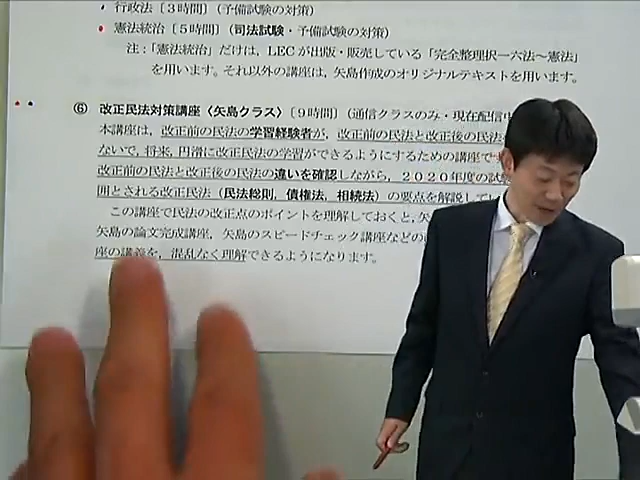 ・行政法〔3時間〕(予備試験の対策)
・憲法統治〔5時間〕(司法試験・予備試験の対策)
注:「憲法統治」だけは,LECが出版・販売している「完全整理択一六法~憲法」
を用います。それ以外の講座は,矢島作成のオリジナルテキストを用います。
⑥ 改正民法対策講座〈矢島クラス〉〔9時間〕(通信クラスのみ・現在配信
本講座は,改正前の民法の学習経験者が,改正前の民法と改正後の民法
ないで,将来,円滑に改正民法の学習ができるようにするための講座で
改正前の民法と改正後の民法の違いを確認しながら,2020年度の試
囲とされる改正民法(民法総則,債権法,相続法)の要点を解説して
この講座で民法の改正点のポイントを理解しておくと,矢
矢島の論文完成講座,矢島のスピードチェック講座などの
座の講義を,混乱なく理解できるようになります。